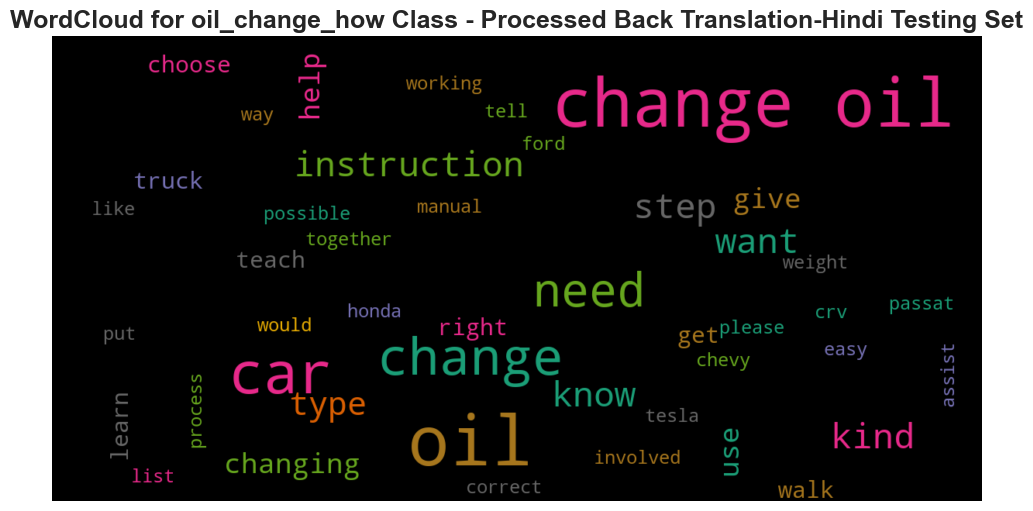 WordCloud for oil_change_how Class - Processed Back Translation-Hindi Testing Set
choose
help
working
change oil
way
tell
ford
instruction
truck
step
give
like
possible
manual
want
together
teach
weight
need
honda
crv
passat
put
would
right
get
please
easy
change
chevy
assist
car
type
know
process
learn
tesla
use
kind
oil
changing
involved
list
correct
walk